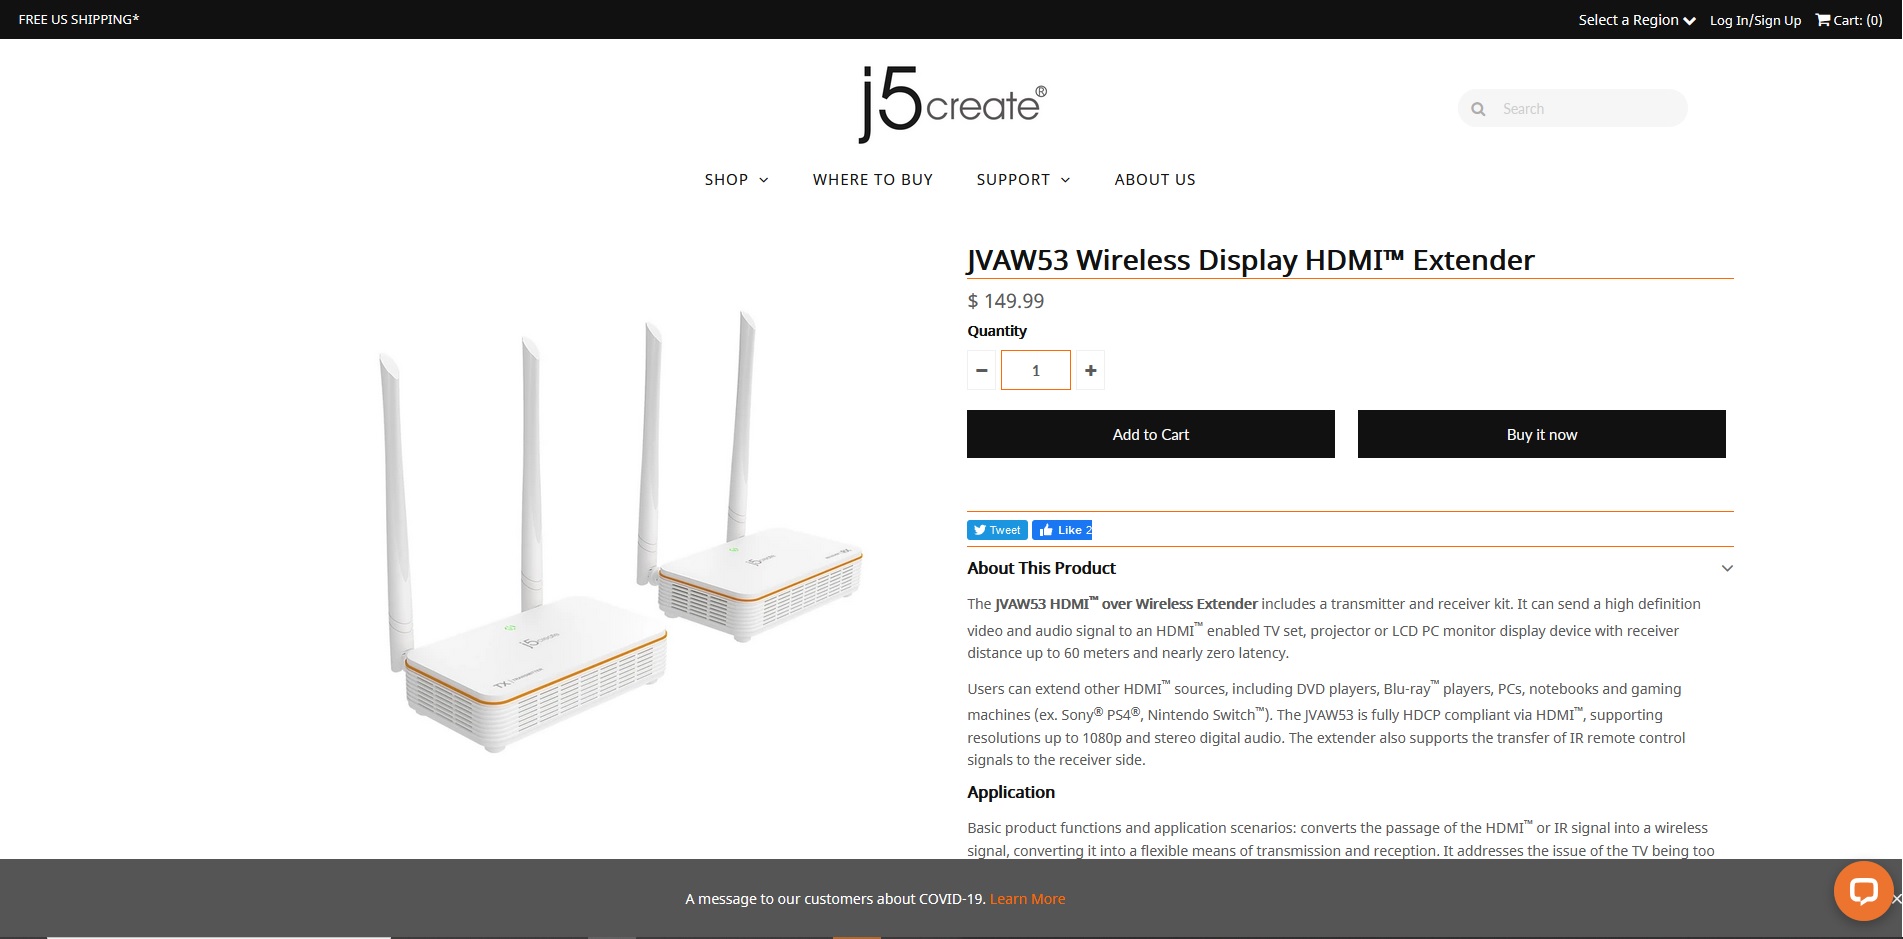 FREE US SHIPPING*
Select a Region Log In/Sign Up Cart: (0)
j5create®
Search
SHOP WHERE TO BUY SUPPORT ABOUT US
JVAW53 Wireless Display HDMI™ Extender
$ 149.99
Quantity
− 1 +
Add to Cart Buy it now
Tweet Like 2
About This Product
The JVAW53 HDMI™ over Wireless Extender includes a transmitter and receiver kit. It can send a high definition
video and audio signal to an HDMI™ enabled TV set, projector or LCD PC monitor display device with receiver
distance up to 60 meters and nearly zero latency.
Users can extend other HDMI™ sources, including DVD players, Blu-ray™ players, PCs, notebooks and gaming
machines (ex. Sony® PS4®, Nintendo Switch™). The JVAW53 is fully HDCP compliant via HDMI™, supporting
resolutions up to 1080p and stereo digital audio. The extender also supports the transfer of IR remote control
signals to the receiver side.
Application
Basic product functions and application scenarios: converts the passage of the HDMI™ or IR signal into a wireless
signal, converting it into a flexible means of transmission and reception. It addresses the issue of the TV being too
j5create
j5create
TX
A message to our customers about COVID-19. Learn More